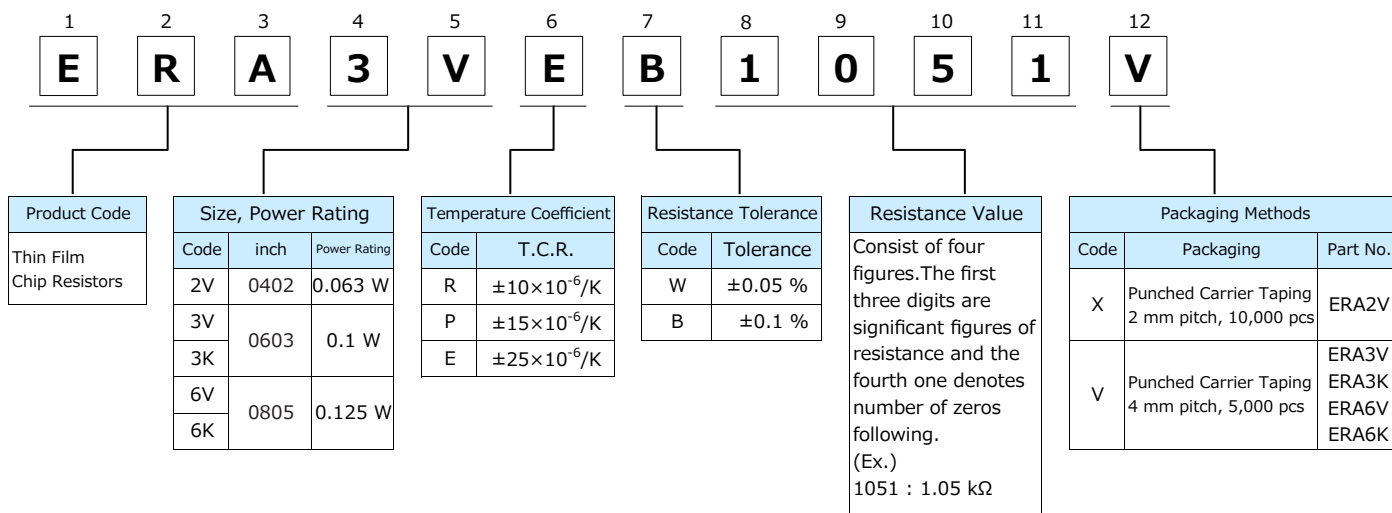 1 2 3 4 5 6 7 8 9 10 11 12
E R A 3 V E B 1 0 5 1 V
Product Code
Thin Film
Chip Resistors
Size, Power Rating
Code inch Power Rating
2V 0402 0.063 W
3V
3K
0603 0.1 W
6V
6K
0805 0.125 W
Temperature Coefficient
Code T.C.R.
R ±10×10⁻⁶/K
P ±15×10⁻⁶/K
E ±25×10⁻⁶/K
Resistance Tolerance
Code Tolerance
W ±0.05 %
B ±0.1 %
Resistance Value
Consist of four
figures.The first
three digits are
significant figures of
resistance and the
fourth one denotes
number of zeros
following.
(Ex.)
1051 : 1.05 kΩ
Packaging Methods
Code Packaging Part No.
X Punched Carrier Taping
2 mm pitch, 10,000 pcs
ERA2V
V Punched Carrier Taping
4 mm pitch, 5,000 pcs
ERA3V
ERA3K
ERA6V
ERA6K